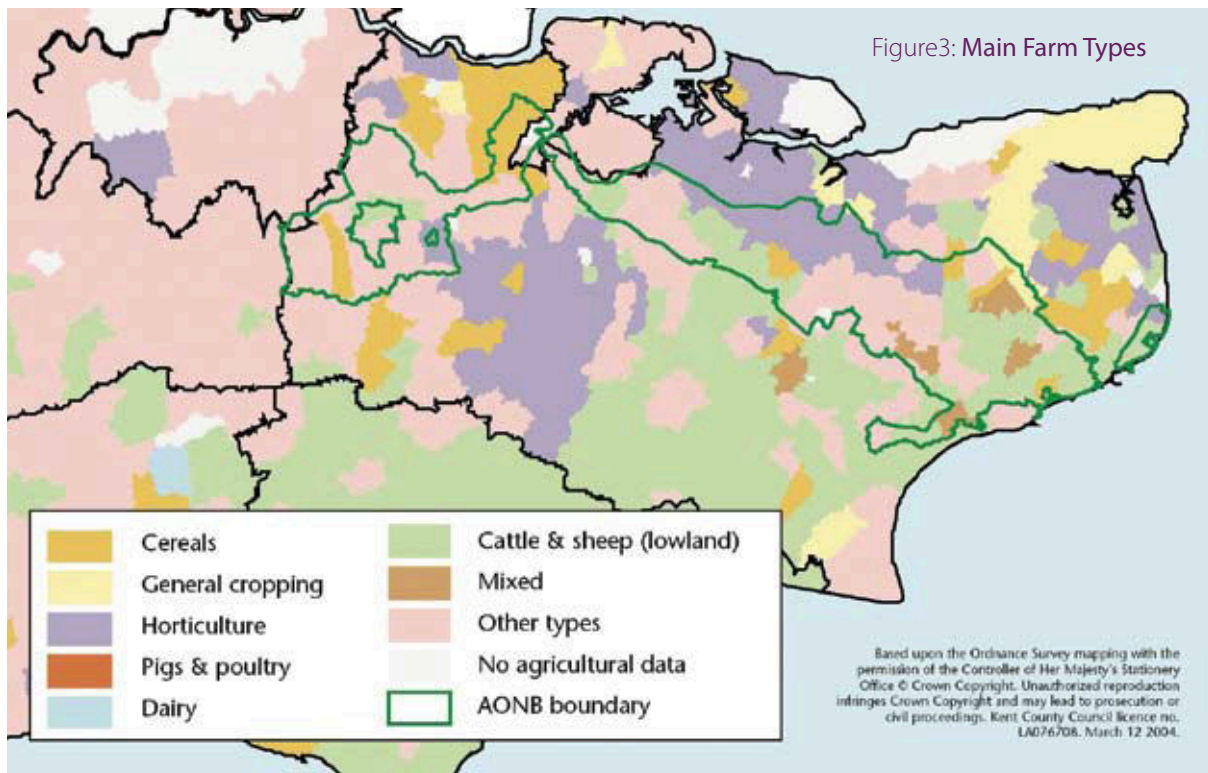 Figure3: Main Farm Types
Cereals
General cropping
Horticulture
Pigs & poultry
Dairy
Cattle & sheep (lowland)
Mixed
Other types
No agricultural data
AONB boundary
Based upon the Ordnance Survey mapping with the
permission of the Controller of Her Majesty's Stationery
Office © Crown Copyright. Unauthorized reproduction
infringes Crown Copyright and may lead to prosecution or
civil proceedings. Kent County Council licence no.
LA076708. March 12 2004.